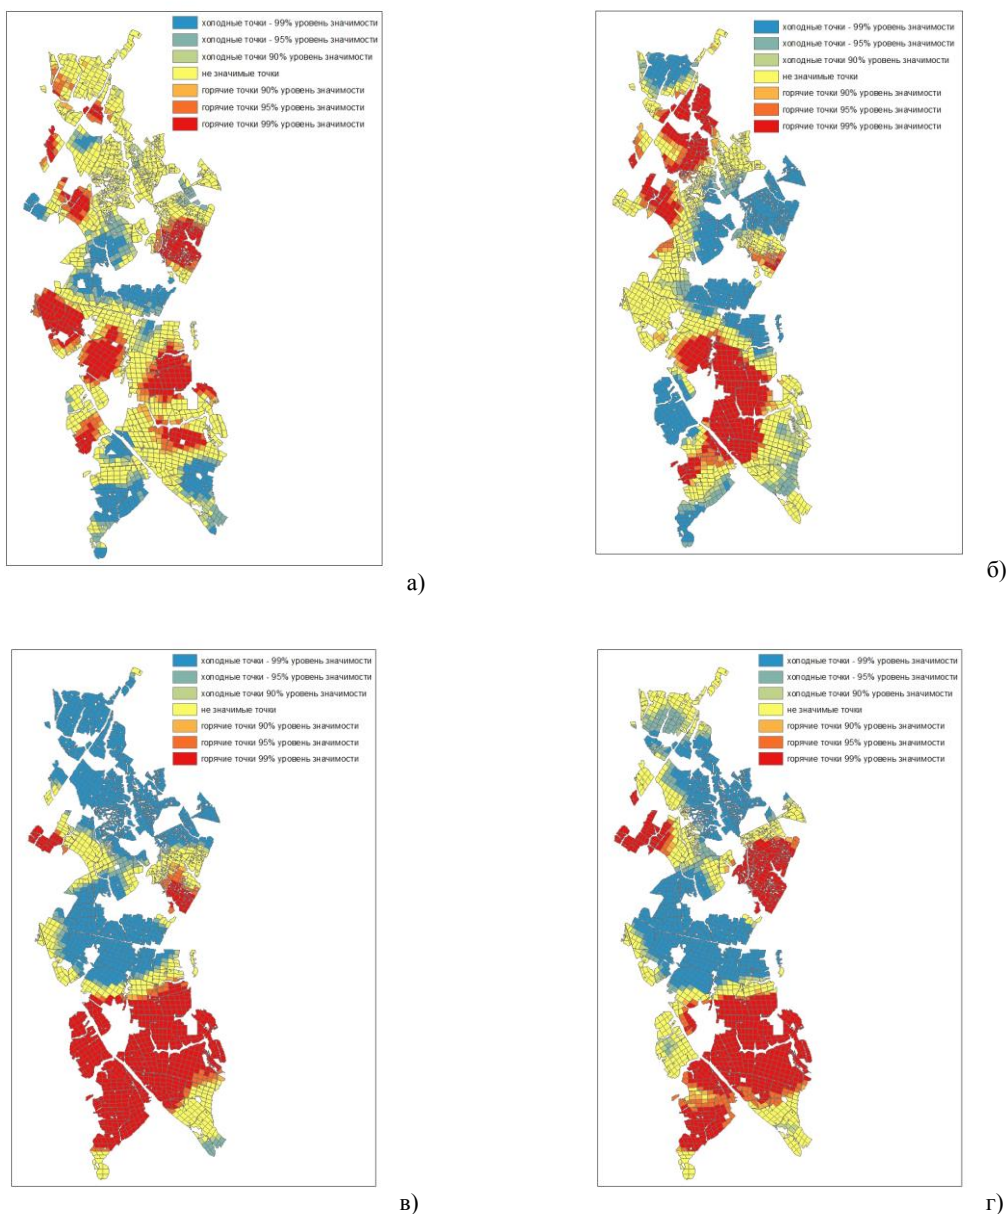 холодные точки - 99% уровень значимости
холодные точки - 95% уровень значимости
холодные точки 90% уровень значимости
не значимые точки
горячие точки 90% уровень значимости
горячие точки 95% уровень значимости
горячие точки 99% уровень значимости
а)
холодные точки - 99% уровень значимости
холодные точки - 95% уровень значимости
холодные точки 90% уровень значимости
не значимые точки
горячие точки 90% уровень значимости
горячие точки 95% уровень значимости
горячие точки 99% уровень значимости
б)
холодные точки - 99% уровень значимости
холодные точки - 95% уровень значимости
холодные точки 90% уровень значимости
не значимые точки
горячие точки 90% уровень значимости
горячие точки 95% уровень значимости
горячие точки 99% уровень значимости
в)
холодные точки - 99% уровень значимости
холодные точки - 95% уровень значимости
холодные точки 90% уровень значимости
не значимые точки
горячие точки 90% уровень значимости
горячие точки 95% уровень значимости
горячие точки 99% уровень значимости
г)